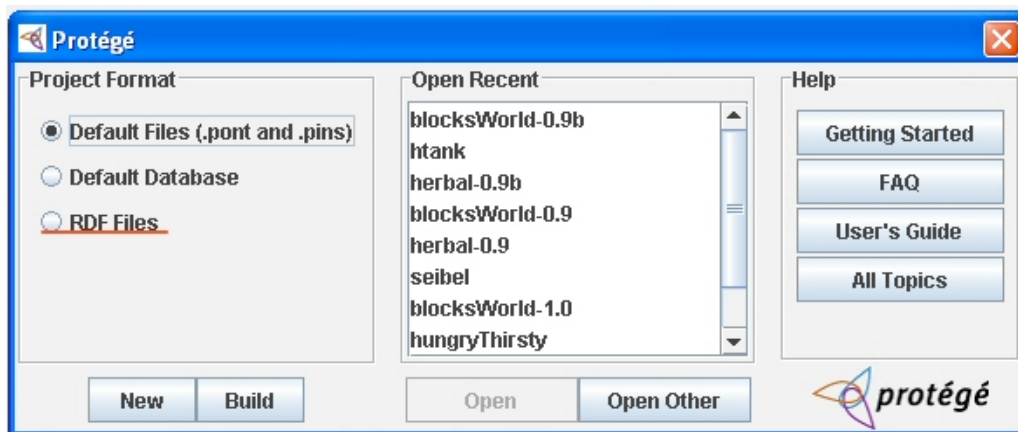 Protégé
Project Format
Default Files (.pont and .pins)
Default Database
RDF Files
New
Build
Open Recent
blocksWorld-0.9b
htank
herbal-0.9b
blocksWorld-0.9
herbal-0.9
seibel
blocksWorld-1.0
hungryThirsty
Open
Open Other
Help
Getting Started
FAQ
User's Guide
All Topics
protégé